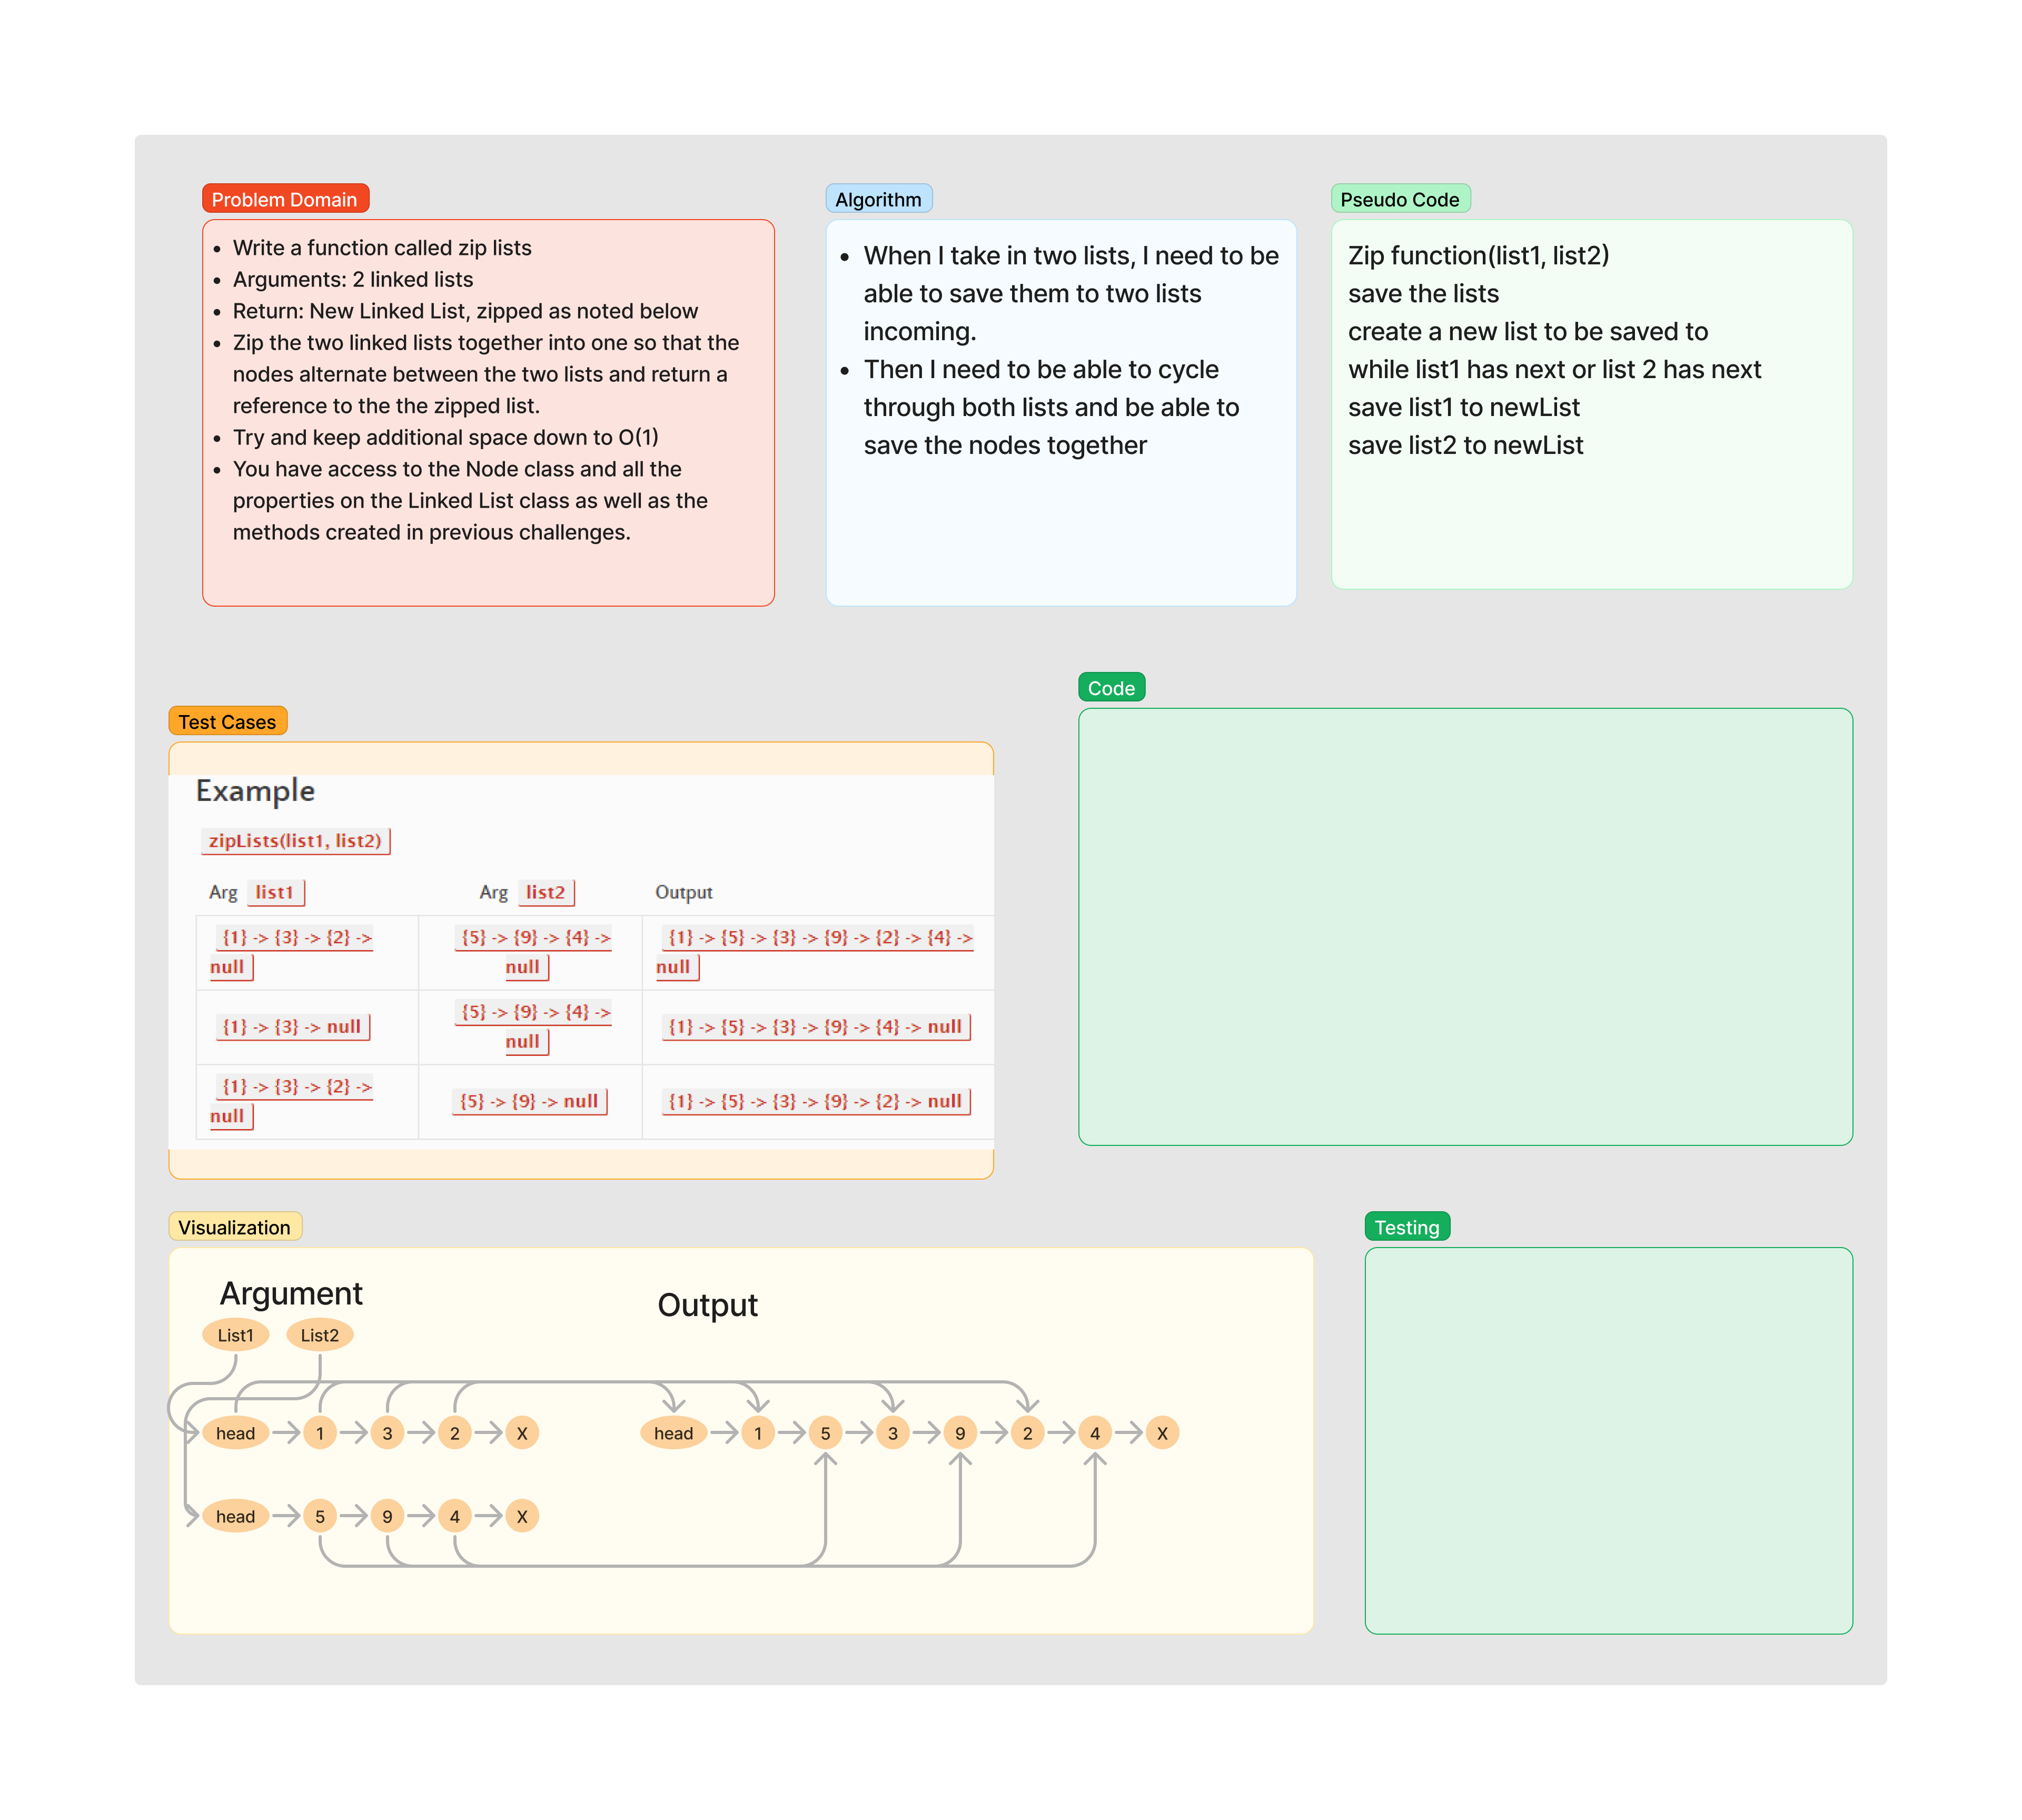 Problem Domain
• Write a function called zip lists
• Arguments: 2 linked lists
• Return: New Linked List, zipped as noted below
• Zip the two linked lists together into one so that the
nodes alternate between the two lists and return a
reference to the the zipped list.
• Try and keep additional space down to O(1)
• You have access to the Node class and all the
properties on the Linked List class as well as the
methods created in previous challenges.
Algorithm
• When I take in two lists, I need to be
able to save them to two lists
incoming.
• Then I need to be able to cycle
through both lists and be able to
save the nodes together
Pseudo Code
Zip function(list1, list2)
save the lists
create a new list to be saved to
while list1 has next or list 2 has next
save list1 to newList
save list2 to newList
Test Cases
Example
zipLists(list1, list2)
Arg list1 Arg list2 Output
{1} -> {3} -> {2} ->
null
{5} -> {9} -> {4} ->
null
{1} -> {5} -> {3} -> {9} -> {2} -> {4} ->
null
{1} -> {3} -> null
{5} -> {9} -> {4} ->
null
{1} -> {5} -> {3} -> {9} -> {4} -> null
{1} -> {3} -> {2} ->
null
{5} -> {9} -> null
{1} -> {5} -> {3} -> {9} -> {2} -> null
Code
Visualization
Argument
Output
List1 List2
head 1 3 2 X
head 1 5 3 9 2 4 X
head 5 9 4 X
Testing